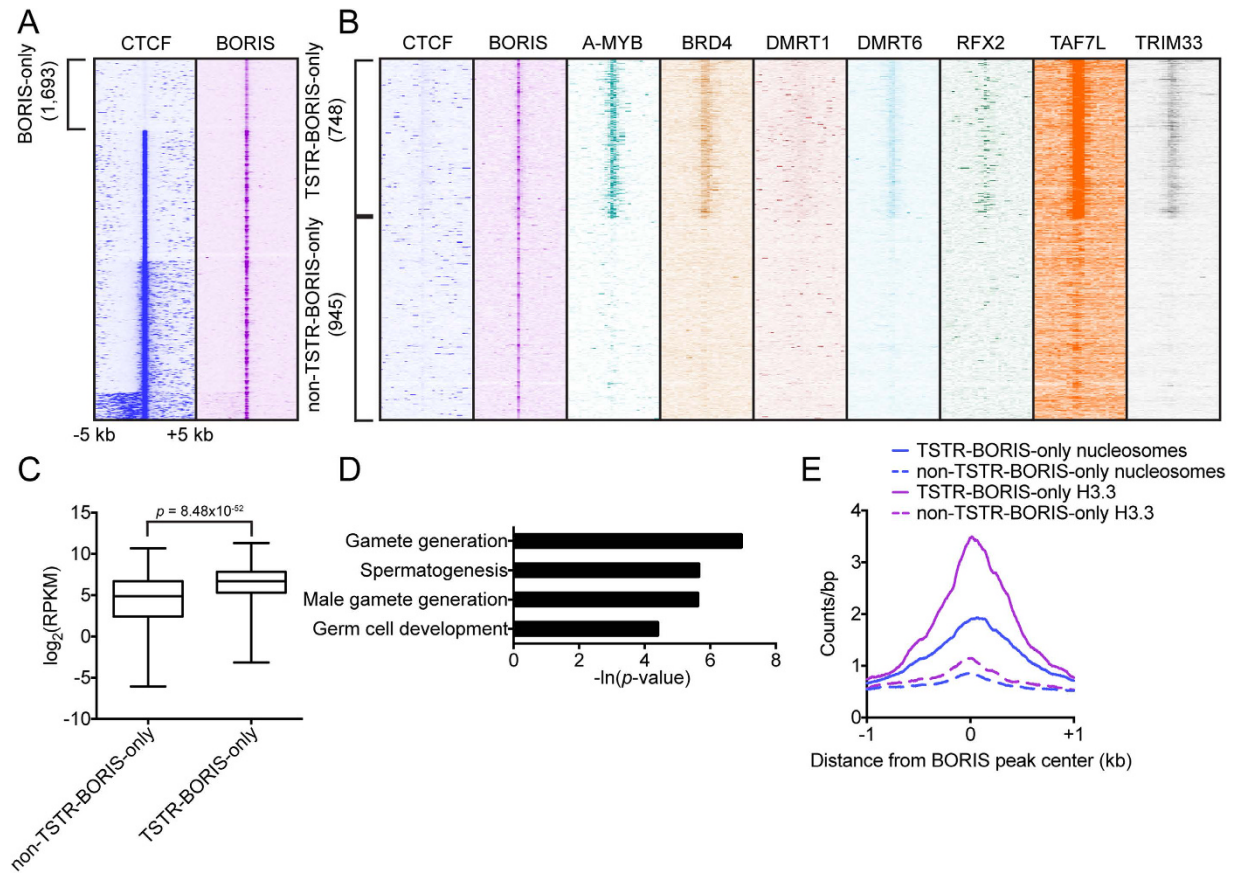 A
CTCF BORIS
BORIS-only
(1,693)
-5 kb +5 kb
B
CTCF BORIS A-MYB BRD4 DMRT1 DMRT6 RFX2 TAF7L TRIM33
TSTR-BORIS-only
(748)
non-TSTR-BORIS-only
(945)
C
p = 8.48x10-52
log2(RPKM)
15
10
5
0
-5
-10
non-TSTR-BORIS-only
TSTR-BORIS-only
D
Gamete generation
Spermatogenesis
Male gamete generation
Germ cell development
0 2 4 6 8
-ln(p-value)
E
TSTR-BORIS-only nucleosomes
non-TSTR-BORIS-only nucleosomes
TSTR-BORIS-only H3.3
non-TSTR-BORIS-only H3.3
Counts/bp
4
3
2
1
0
-1 0 +1
Distance from BORIS peak center (kb)